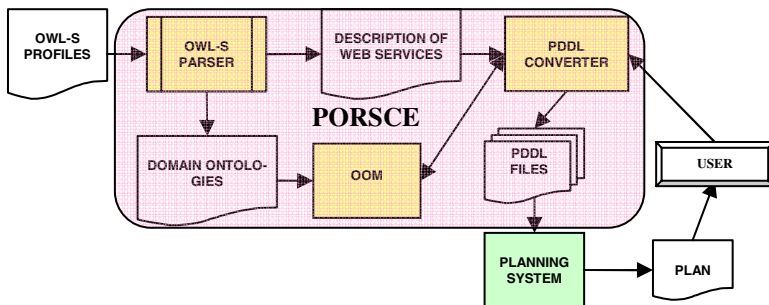 OWL-S
PROFILES
OWL-S
PARSER
DESCRIPTION OF
WEB SERVICES
PDDL
CONVERTER
PORSCE
DOMAIN ONTOLO-
GIES
OOM
PDDL
FILES
USER
PLANNING
SYSTEM
PLAN